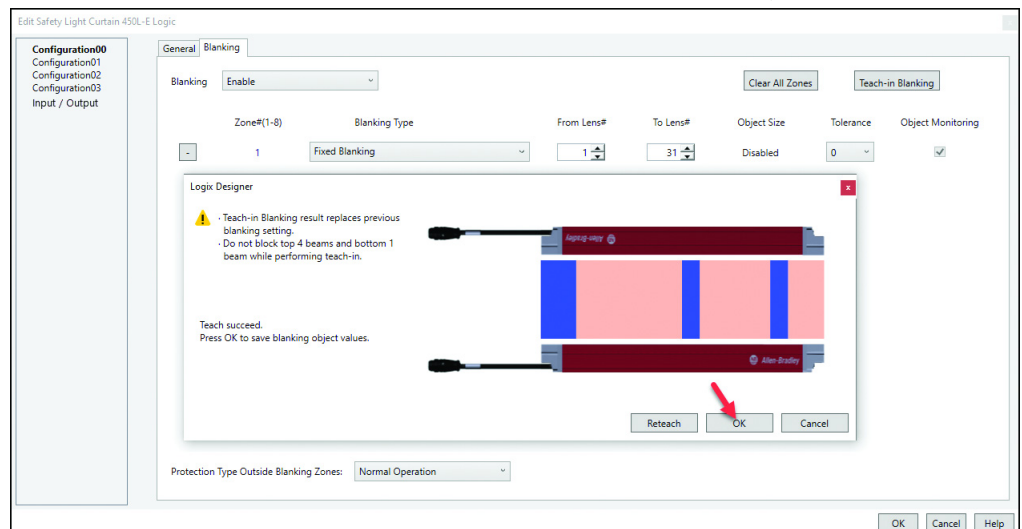 Edit Safety Light Curtain 450L-E Logic
Configuration00
Configuration01
Configuration02
Configuration03
Input / Output
General Blanking
Blanking Enable Clear All Zones Teach-in Blanking
Zone#(1-8) Blanking Type From Lens# To Lens# Object Size Tolerance Object Monitoring
- 1 Fixed Blanking 1 31 Disabled 0
Logix Designer x
· Teach-in Blanking result replaces previous
blanking setting.
· Do not block top 4 beams and bottom 1
beam while performing teach-in.
Allen-Bradley
Teach succeed.
Press OK to save blanking object values.
Allen-Bradley
Reteach OK Cancel
Protection Type Outside Blanking Zones: Normal Operation
OK Cancel Help